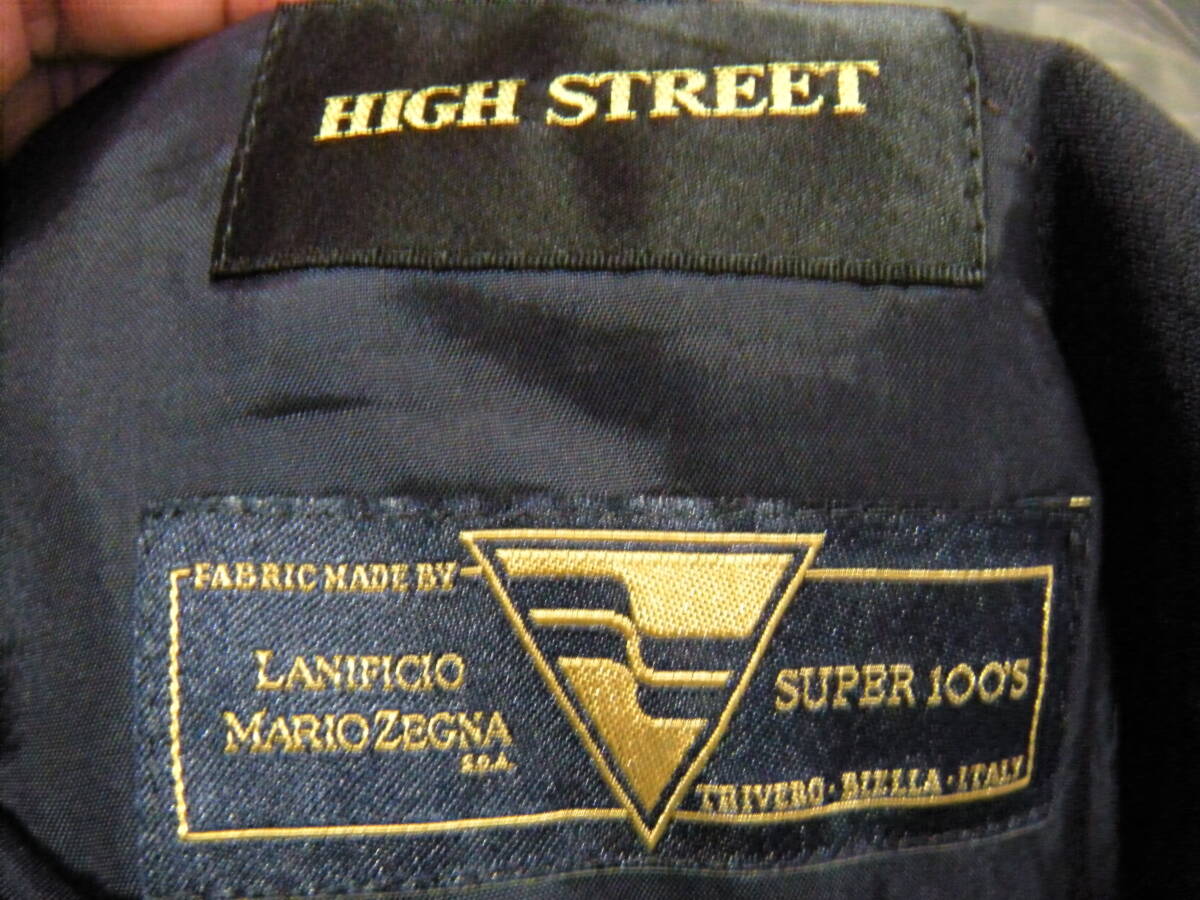 HIGH STREET
FABRIC MADE BY
LANIFICIO
MARIO ZEGNA
S.P.A.
SUPER 100'S
TRIVERO · BIELLA · ITALY